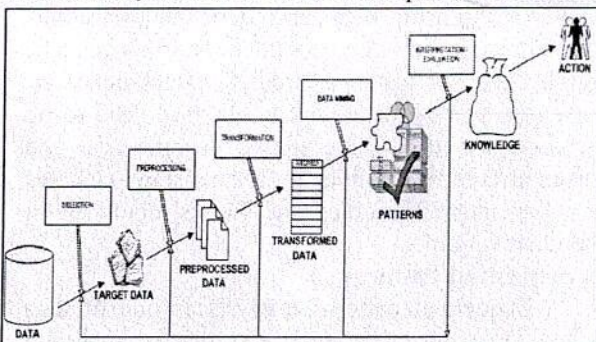 INTERPRETATION-
EVALUATION
ACTION
DATA MINING
KNOWLEDGE
TRANSFORMATION
PREPROCESSING
PATTERNS
TRANSFORMED
DATA
SELECTION
PREPROCESSED
DATA
TARGET DATA
DATA